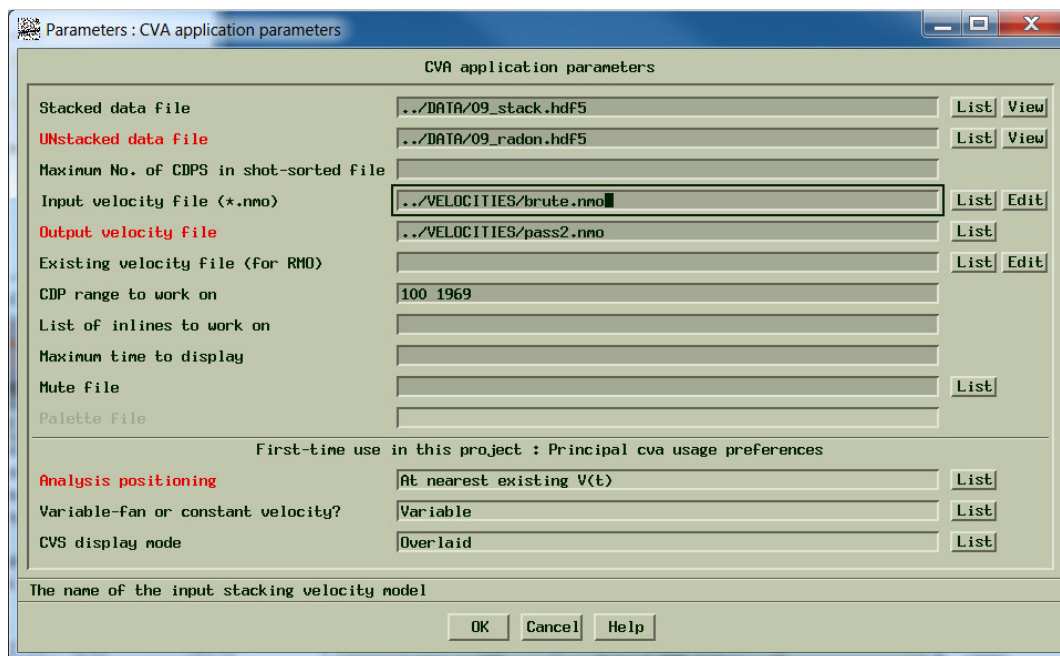 Parameters : CVA application parameters
CVA application parameters
Stacked data file ../DATA/09_stack.hdf5 List View
UNstacked data file ../DATA/09_radon.hdf5 List View
Maximum No. of CDPS in shot-sorted file
Input velocity file (*.nmo) ../VELOCITIES/brute.nmo List Edit
Output velocity file ../VELOCITIES/pass2.nmo List
Existing velocity file (for RMO) List Edit
CDP range to work on 100 1969
List of inlines to work on
Maximum time to display
Mute file List
Palette file
First-time use in this project : Principal cva usage preferences
Analysis positioning At nearest existing V(t) List
Variable-fan or constant velocity? Variable List
CVS display mode Overlaid List
The name of the input stacking velocity model
OK Cancel Help